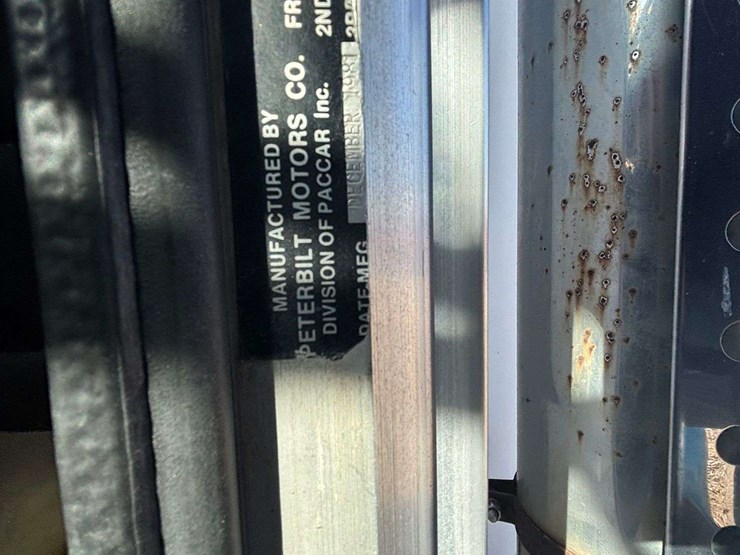 MANUFACTURED BY
PETERBILT MOTORS CO. FR
DIVISION OF PACCAR Inc. 2ND
DATE MFG DECEMBER 1981